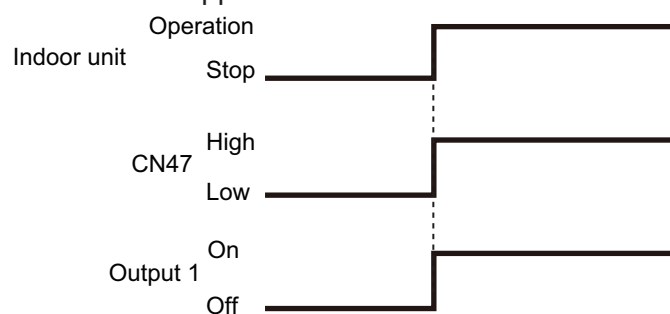 Operation
Indoor unit
Stop
High
CN47
Low
On
Output 1
Off